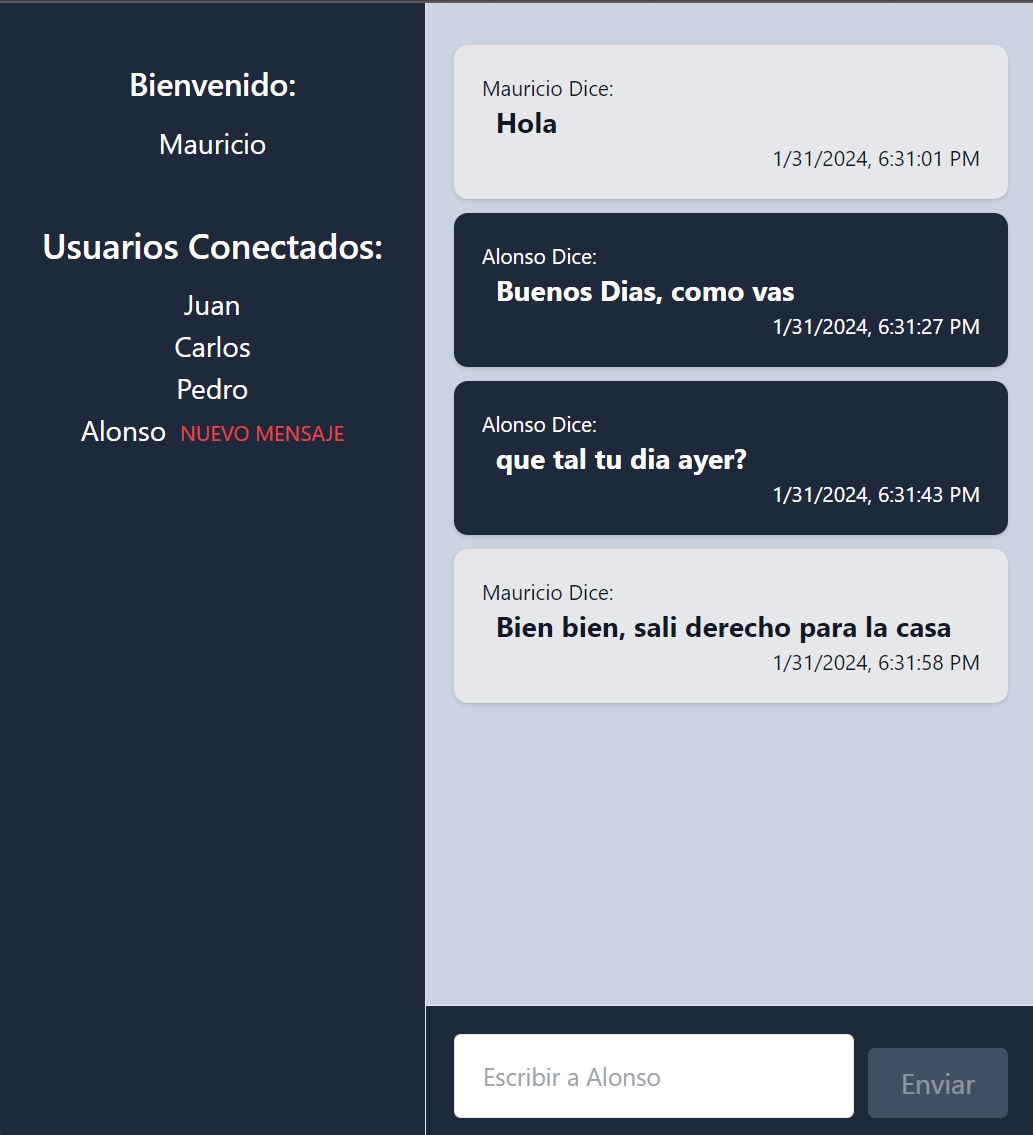 Bienvenido:
Mauricio
Usuarios Conectados:
Juan
Carlos
Pedro
Alonso NUEVO MENSAJE
Mauricio Dice:
Hola
1/31/2024, 6:31:01 PM
Alonso Dice:
Buenos Dias, como vas
1/31/2024, 6:31:27 PM
Alonso Dice:
que tal tu dia ayer?
1/31/2024, 6:31:43 PM
Mauricio Dice:
Bien bien, sali derecho para la casa
1/31/2024, 6:31:58 PM
Escribir a Alonso
Enviar